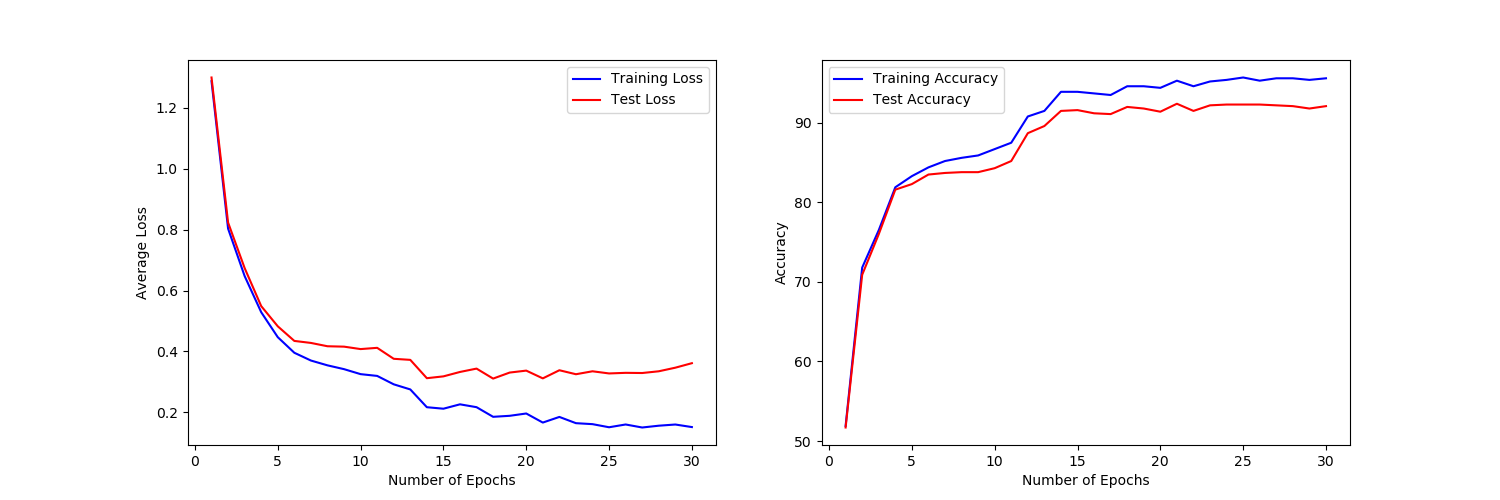 Training Loss
Test Loss
1.2
1.0
0.8
0.6
0.4
0.2
Average Loss
0 5 10 15 20 25 30
Number of Epochs
Training Accuracy
Test Accuracy
90
80
70
60
50
Accuracy
0 5 10 15 20 25 30
Number of Epochs